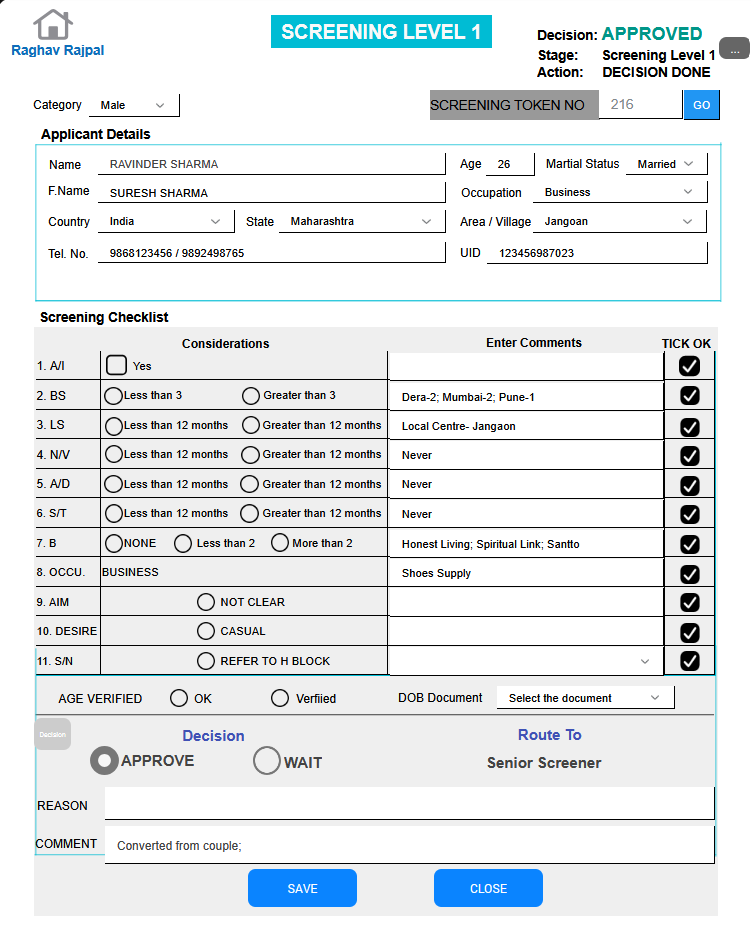 Raghav Rajpal
SCREENING LEVEL 1
Decision: APPROVED
Stage: Screening Level 1
Action: DECISION DONE
...
Category Male
SCREENING TOKEN NO 216 GO
Applicant Details
Name RAVINDER SHARMA Age 26 Martial Status Married
F.Name SURESH SHARMA Occupation Business
Country India State Maharashtra Area / Village Jangoan
Tel. No. 9868123456 / 9892498765 UID 123456987023
Screening Checklist
Considerations Enter Comments TICK OK
1. A/I Yes
2. BS Less than 3 Greater than 3 Dera-2; Mumbai-2; Pune-1
3. LS Less than 12 months Greater than 12 months Local Centre- Jangaon
4. N/V Less than 12 months Greater than 12 months Never
5. A/D Less than 12 months Greater than 12 months Never
6. S/T Less than 12 months Greater than 12 months Never
7. B NONE Less than 2 More than 2 Honest Living; Spiritual Link; Santto
8. OCCU. BUSINESS Shoes Supply
9. AIM NOT CLEAR
10. DESIRE CASUAL
11. S/N REFER TO H BLOCK
AGE VERIFIED OK Verfiied DOB Document Select the document
Decision
Decision Route To
APPROVE WAIT Senior Screener
REASON
COMMENT Converted from couple;
SAVE CLOSE